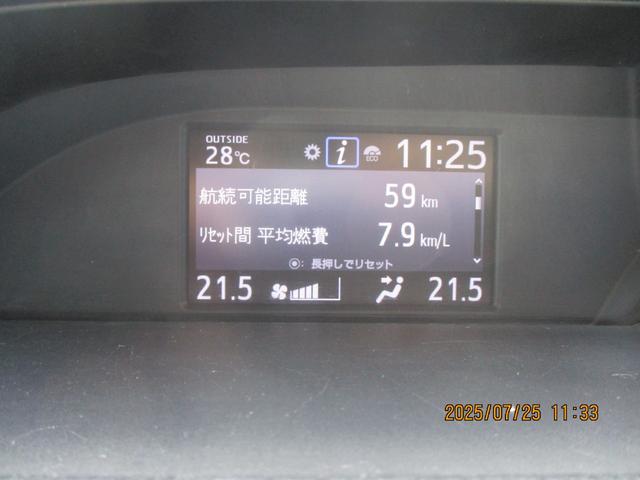 OUTSIDE
28℃ i ECO 11:25
航続可能距離 59 km
ﾘｾｯﾄ間 平均燃費 7.9 km/L
◉: 長押しでリセット
21.5 21.5
2025/07/25 11:33